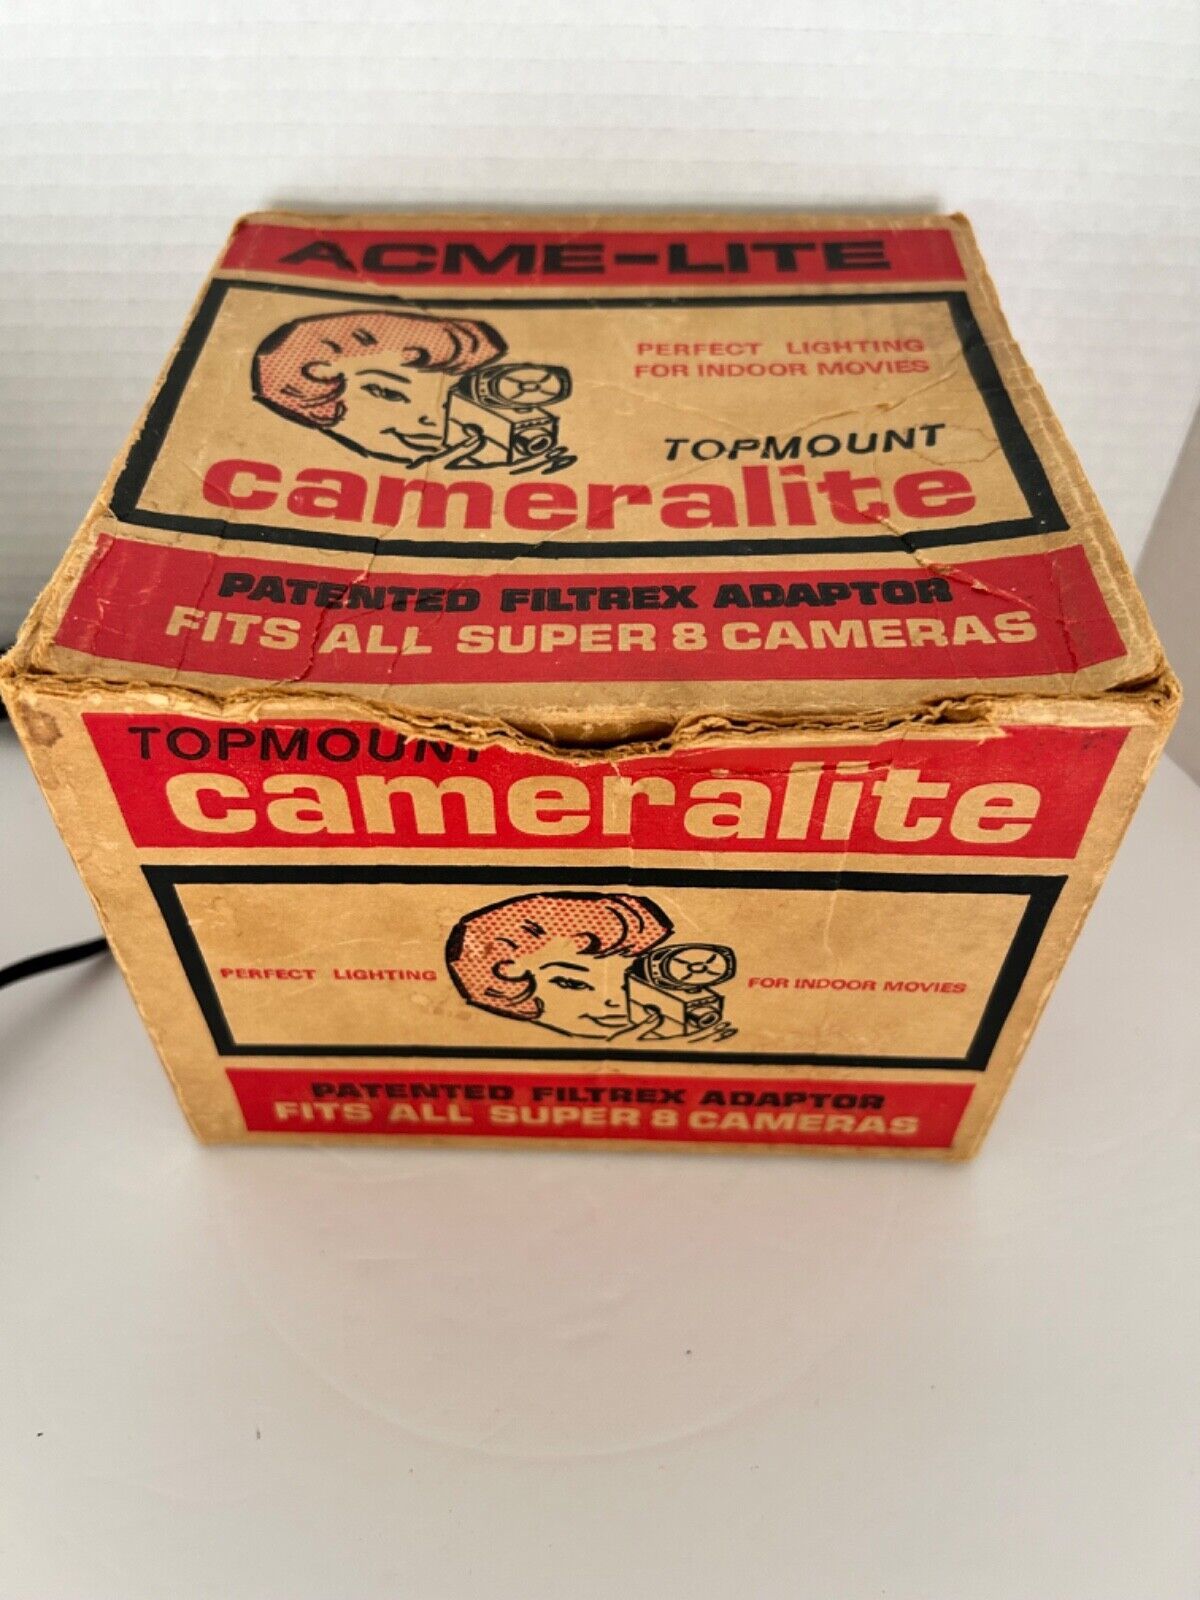 ACME-LITE
PERFECT LIGHTING
FOR INDOOR MOVIES
TOPMOUNT
cameralite
PATENTED FILTREX ADAPTOR
FITS ALL SUPER 8 CAMERAS
TOPMOUNT
cameralite
PERFECT LIGHTING FOR INDOOR MOVIES
PATENTED FILTREX ADAPTOR
FITS ALL SUPER 8 CAMERAS